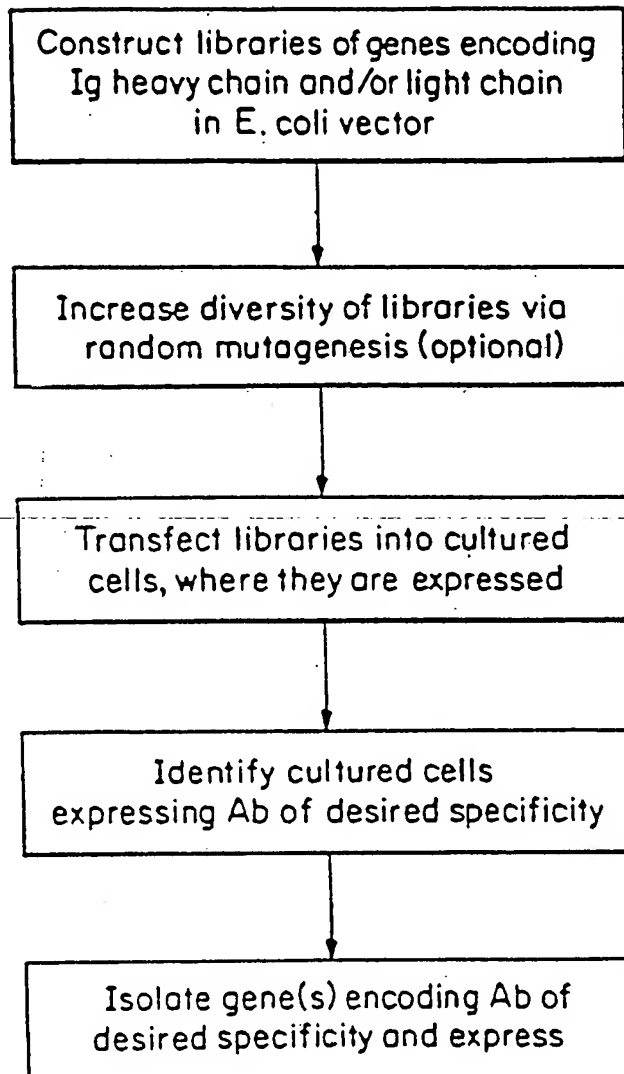 Construct libraries of genes encoding
Ig heavy chain and/or light chain
in E. coli vector
Increase diversity of libraries via
random mutagenesis (optional)
Transfect libraries into cultured
cells, where they are expressed
Identify cultured cells
expressing Ab of desired specificity
Isolate gene(s) encoding Ab of
desired specificity and express